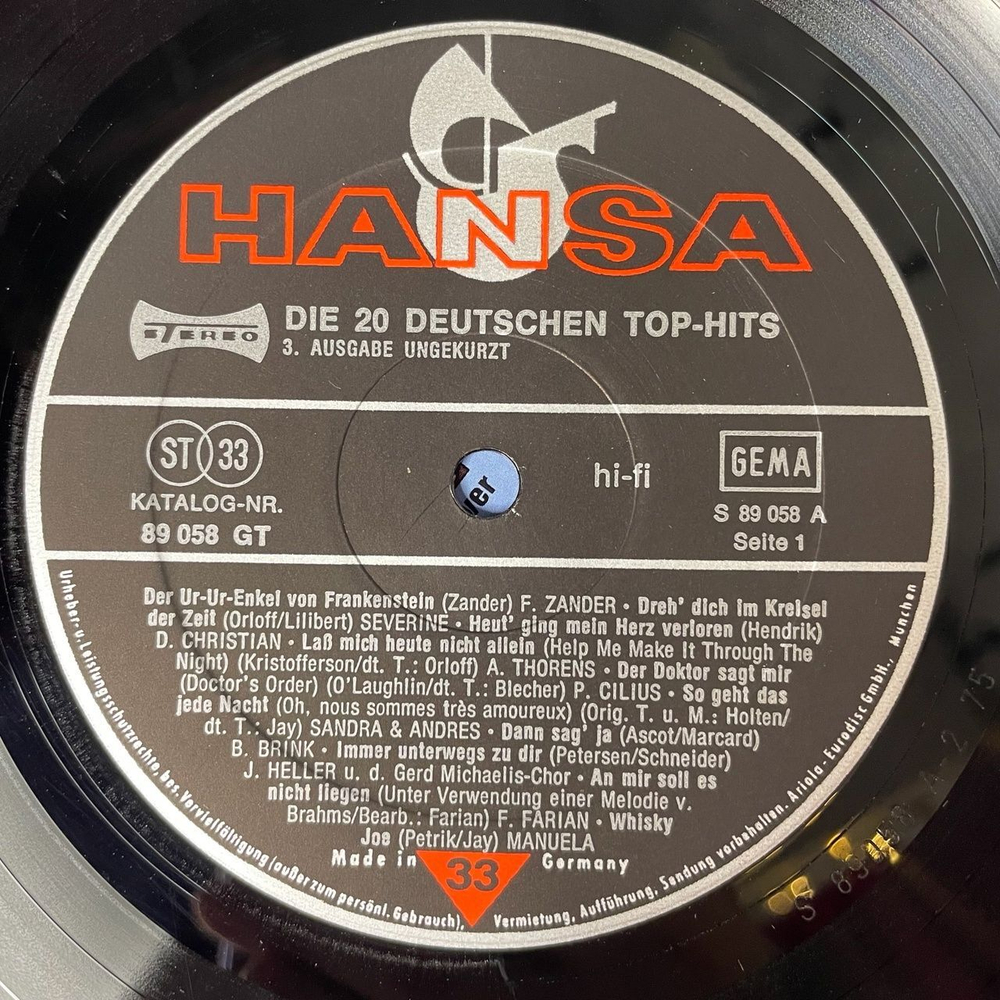 HANSA
STEREO
DIE 20 DEUTSCHEN TOP-HITS
3. AUSGABE UNGEKÜRZT
ST 33
KATALOG-NR.
89 058 GT
ver
hi-fi
GEMA
S 89 058 A
Seite 1
Der Ur-Ur-Enkel von Frankenstein (Zander) F. ZANDER • Dreh' dich im Kreisel
der Zeit (Orloff/Lilibert) SEVERINE • Heut' ging mein Herz verloren (Hendrik)
D. CHRISTIAN • Laß mich heute nicht allein (Help Me Make It Through The
Night) (Kristofferson/dt. T.: Orloff) A. THORENS • Der Doktor sagt mir
(Doctor's Order) (O'Laughlin/dt. T.: Blecher) P. CILIUS • So geht das
jede Nacht (Oh, nous sommes très amoureux) (Orig. T. u. M.: Holten/
dt. T.: Jay) SANDRA & ANDRES • Dann sag' ja (Ascot/Marcard)
B. BRINK • Immer unterwegs zu dir (Petersen/Schneider)
J. HELLER u. d. Gerd Michaelis-Chor • An mir soll es
nicht liegen (Unter Verwendung einer Melodie v.
Brahms/Bearb.: Farian) F. FARIAN • Whisky
Joe (Petrik/Jay) MANUELA
Made in 33 Germany
Urheber- u. Leistungsschutzrechte, bes. Vervielfältigung (außer zum persönl. Gebrauch), Vermietung, Aufführung, Sendung vorbehalten. Ariola - Eurodisc GmbH., München